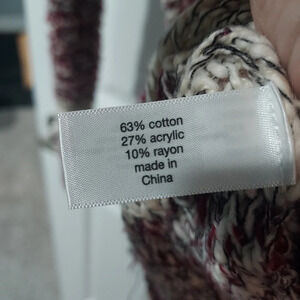 63% cotton
27% acrylic
10% rayon
made in
China